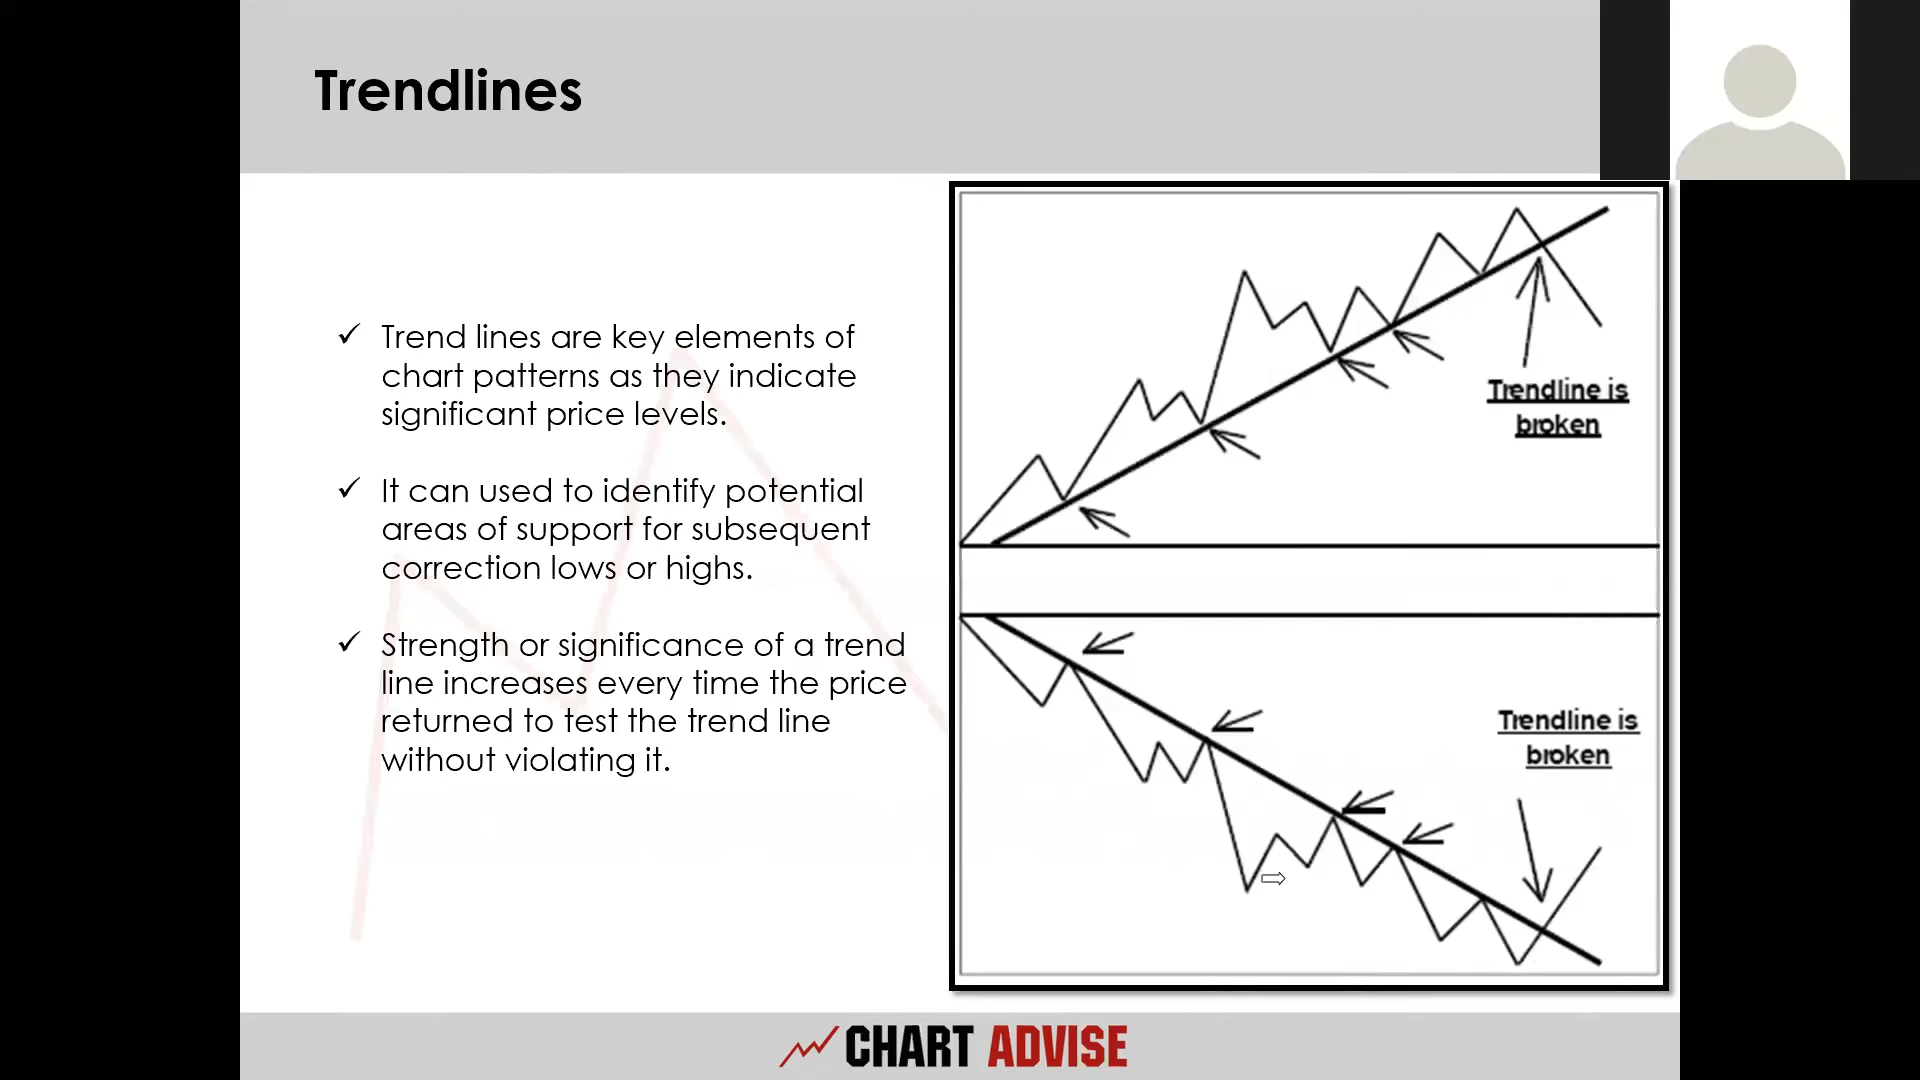 Trendlines
✓ Trend lines are key elements of
chart patterns as they indicate
significant price levels.
✓ It can used to identify potential
areas of support for subsequent
correction lows or highs.
✓ Strength or significance of a trend
line increases every time the price
returned to test the trend line
without violating it.
Trendline is
broken
Trendline is
broken
CHART ADVISE